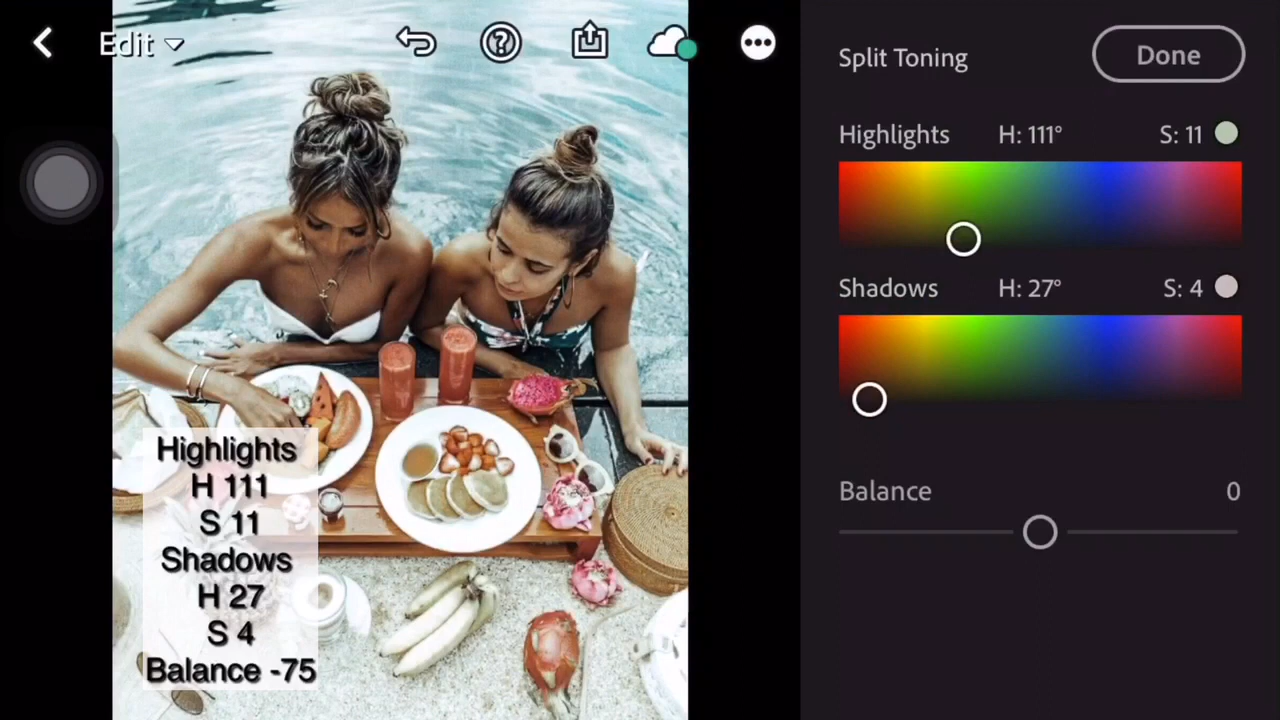 Edit
Split Toning
Done
Highlights H: 111° S: 11
Shadows H: 27° S: 4
Balance 0
Highlights
H 111
S 11
Shadows
H 27
S 4
Balance -75